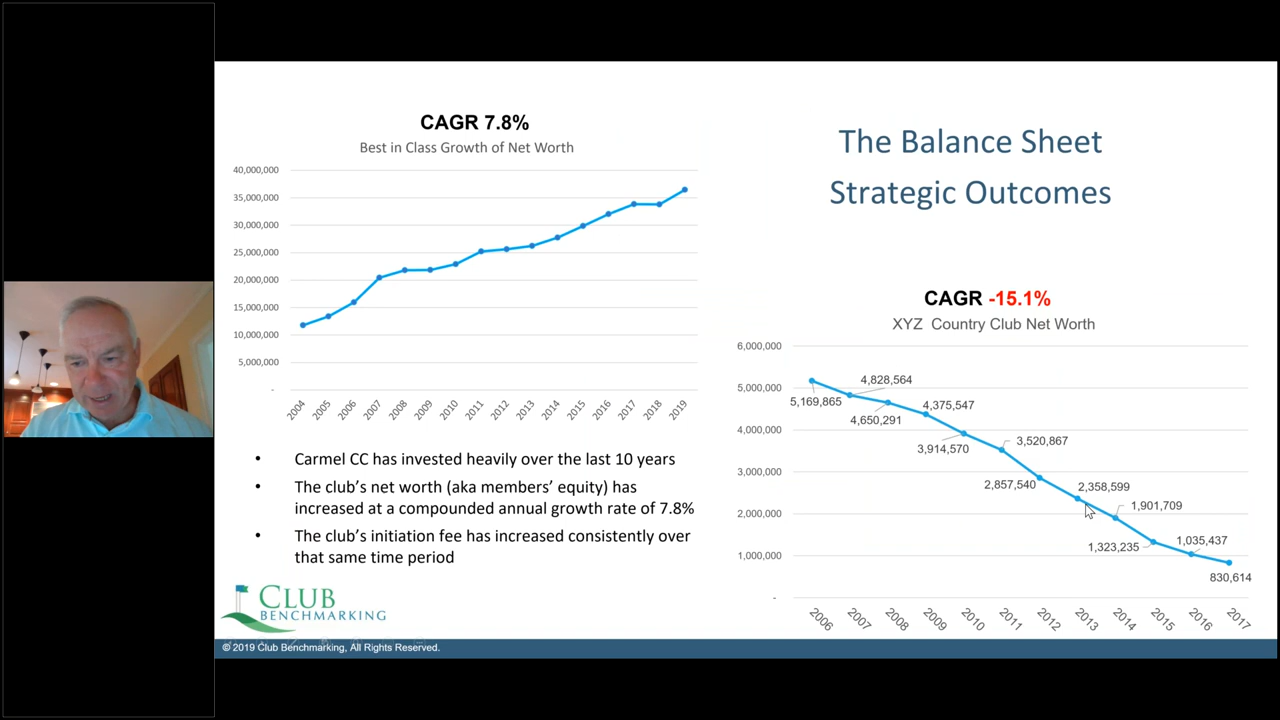 CAGR 7.8%
Best in Class Growth of Net Worth
40,000,000
35,000,000
30,000,000
25,000,000
20,000,000
15,000,000
10,000,000
5,000,000
-
2004 2005 2006 2007 2008 2009 2010 2011 2012 2013 2014 2015 2016 2017 2018 2019
• Carmel CC has invested heavily over the last 10 years
• The club’s net worth (aka members’ equity) has
increased at a compounded annual growth rate of 7.8%
• The club’s initiation fee has increased consistently over
that same time period
The Balance Sheet
Strategic Outcomes
CAGR -15.1%
XYZ Country Club Net Worth
6,000,000
5,000,000
4,000,000
3,000,000
2,000,000
1,000,000
-
5,169,865
4,828,564
4,650,291
4,375,547
3,914,570
3,520,867
2,857,540
2,358,599
1,901,709
1,323,235
1,035,437
830,614
2006 2007 2008 2009 2010 2011 2012 2013 2014 2015 2016 2017
CLUB
BENCHMARKING
© 2019 Club Benchmarking, All Rights Reserved.